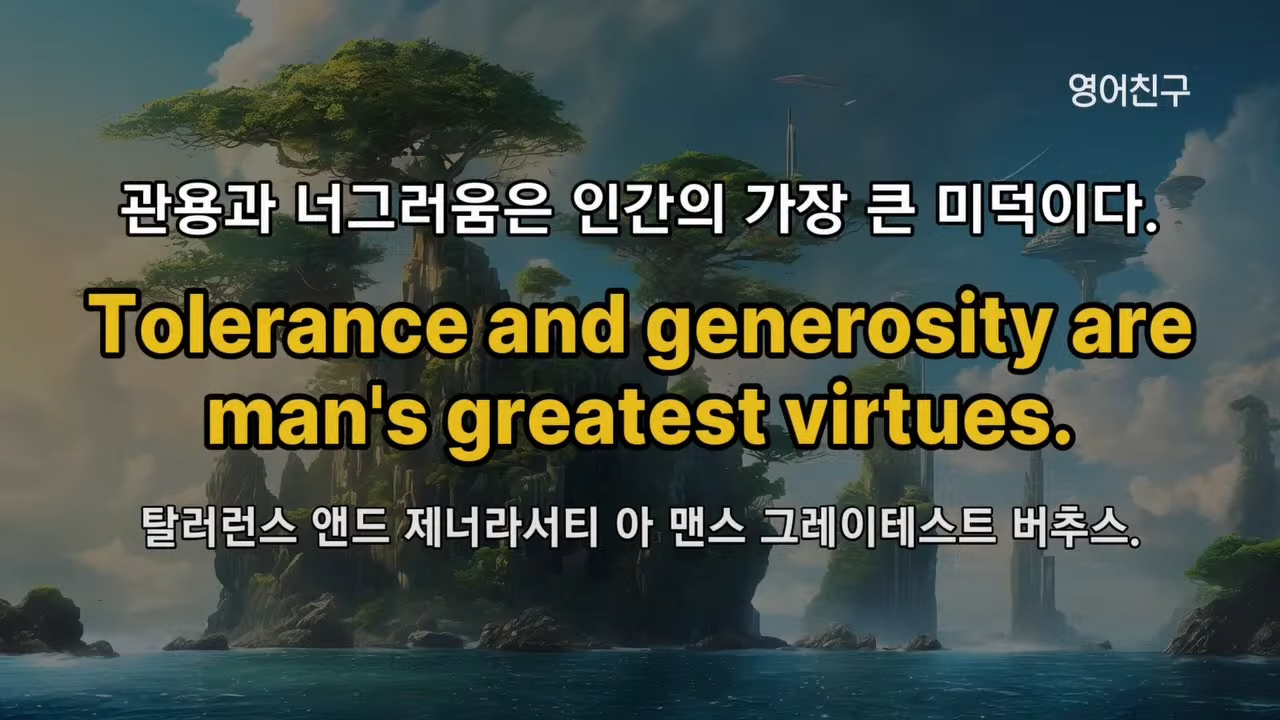 영어친구
관용과 너그러움은 인간의 가장 큰 미덕이다.
Tolerance and generosity are
man's greatest virtues.
탈러런스 앤드 제너라서티 아 맨스 그레이테스트 버추스.